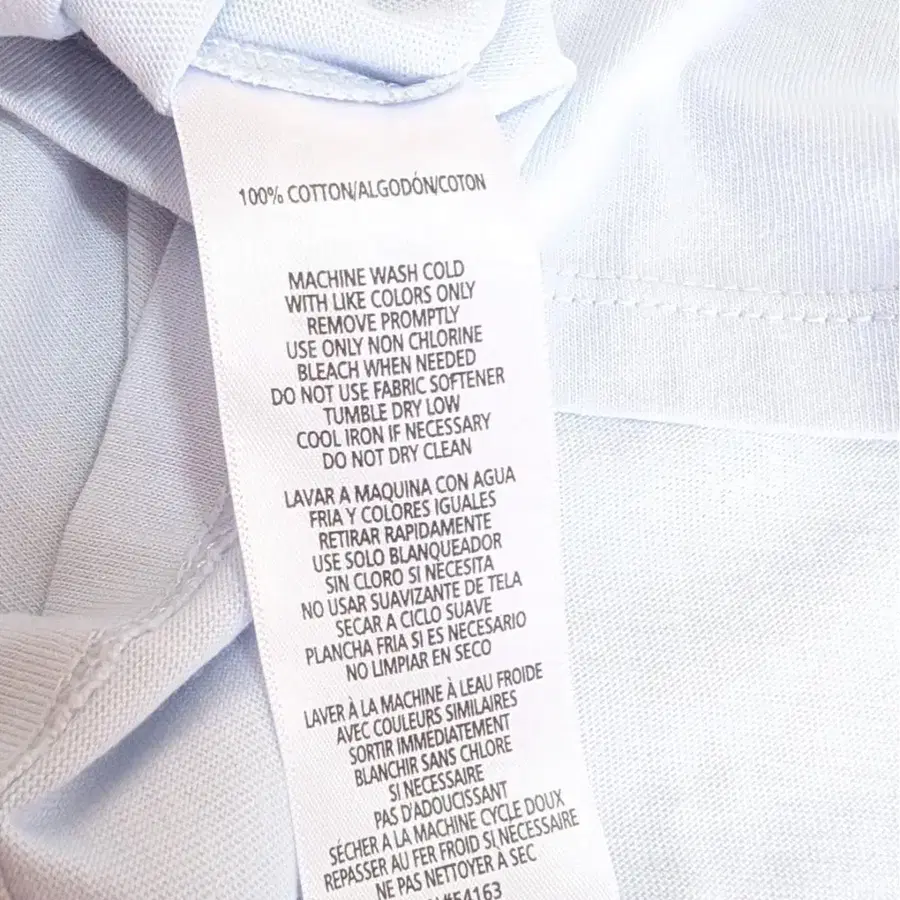 100% COTTON/ALGODÓN/COTON
MACHINE WASH COLD
WITH LIKE COLORS ONLY
REMOVE PROMPTLY
USE ONLY NON CHLORINE
BLEACH WHEN NEEDED
DO NOT USE FABRIC SOFTENER
TUMBLE DRY LOW
COOL IRON IF NECESSARY
DO NOT DRY CLEAN
LAVAR A MAQUINA CON AGUA
FRIA Y COLORES IGUALES
RETIRAR RAPIDAMENTE
USE SOLO BLANQUEADOR
SIN CLORO SI NECESITA
NO USAR SUAVIZANTE DE TELA
SECAR A CICLO SUAVE
PLANCHA FRIA SI ES NECESARIO
NO LIMPIAR EN SECO
LAVER À LA MACHINE À LEAU FROIDE
AVEC COULEURS SIMILAIRES
SORTIR IMMEDIATEMENT
BLANCHIR SANS CHLORE
SI NECESSAIRE
PAS D'ADOUCISSANT
SÉCHER A LA MACHINE CYCLE DOUX
REPASSER AU FER FROID SI NECESSAIRE
NE PAS NETTOYER A SEC